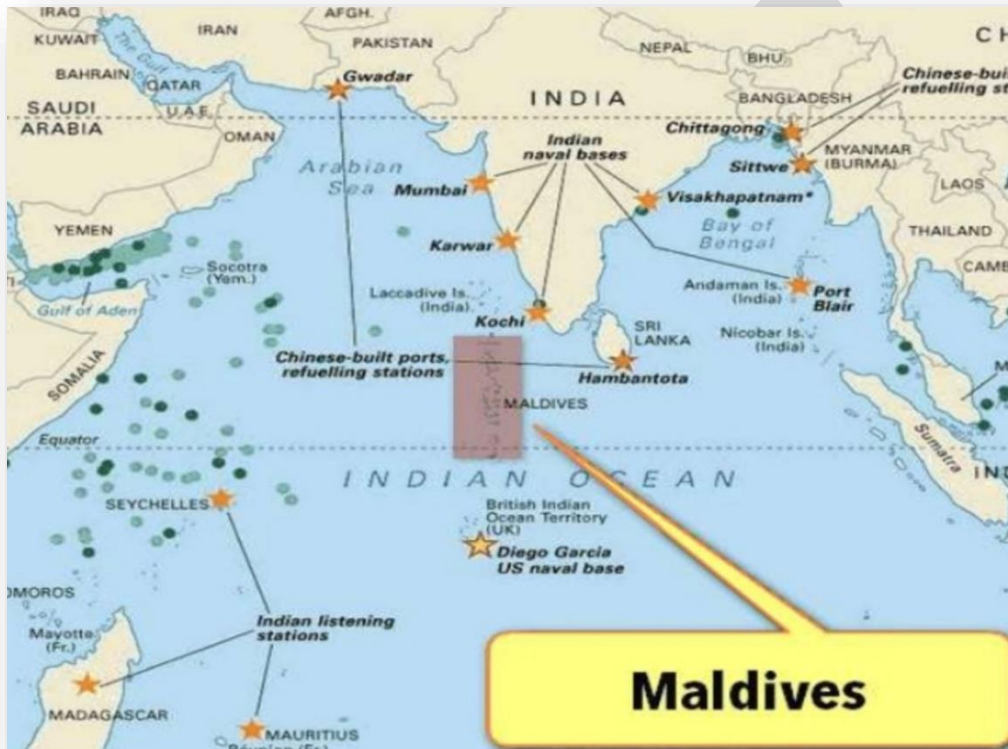 IRAQ
IRAN
AFGH.
KUWAIT
PAKISTAN
NEPAL
CH
The Gulf
BHU.
BAHRAIN
QATAR
Gwadar
Chinese-buil
refuelling st
U.A.E.
INDIA
BANGLADESH
SAUDI
ARABIA
OMAN
Chittagong
Indian
naval bases
MYANMAR
(BURMA)
Arabian
Sea
Sittwe
Mumbai
LAOS
Visakhapatnam*
YEMEN
Bay of
Bengal
THAILAND
Karwar
Socotra
(Yem.)
CAMB
Laccadive Is.
(India).
Andaman Is.
(India)
Port
Blair
Gulf of Aden
Kochi
SRI
LANKA
Nicobar Is.
(India)
Chinese-built ports,
refuelling stations
SOMALIA
Hambantota
M
MALDIVES
Equator
Sumatra
INDIAN OCEAN
IND
SEYCHELLES
British Indian
Ocean Territory
(UK)
Diego Garcia
US naval base
OMOROS
Indian listening
stations
Mayotte
(Fr.)
Maldives
MADAGASCAR
MAURITIUS